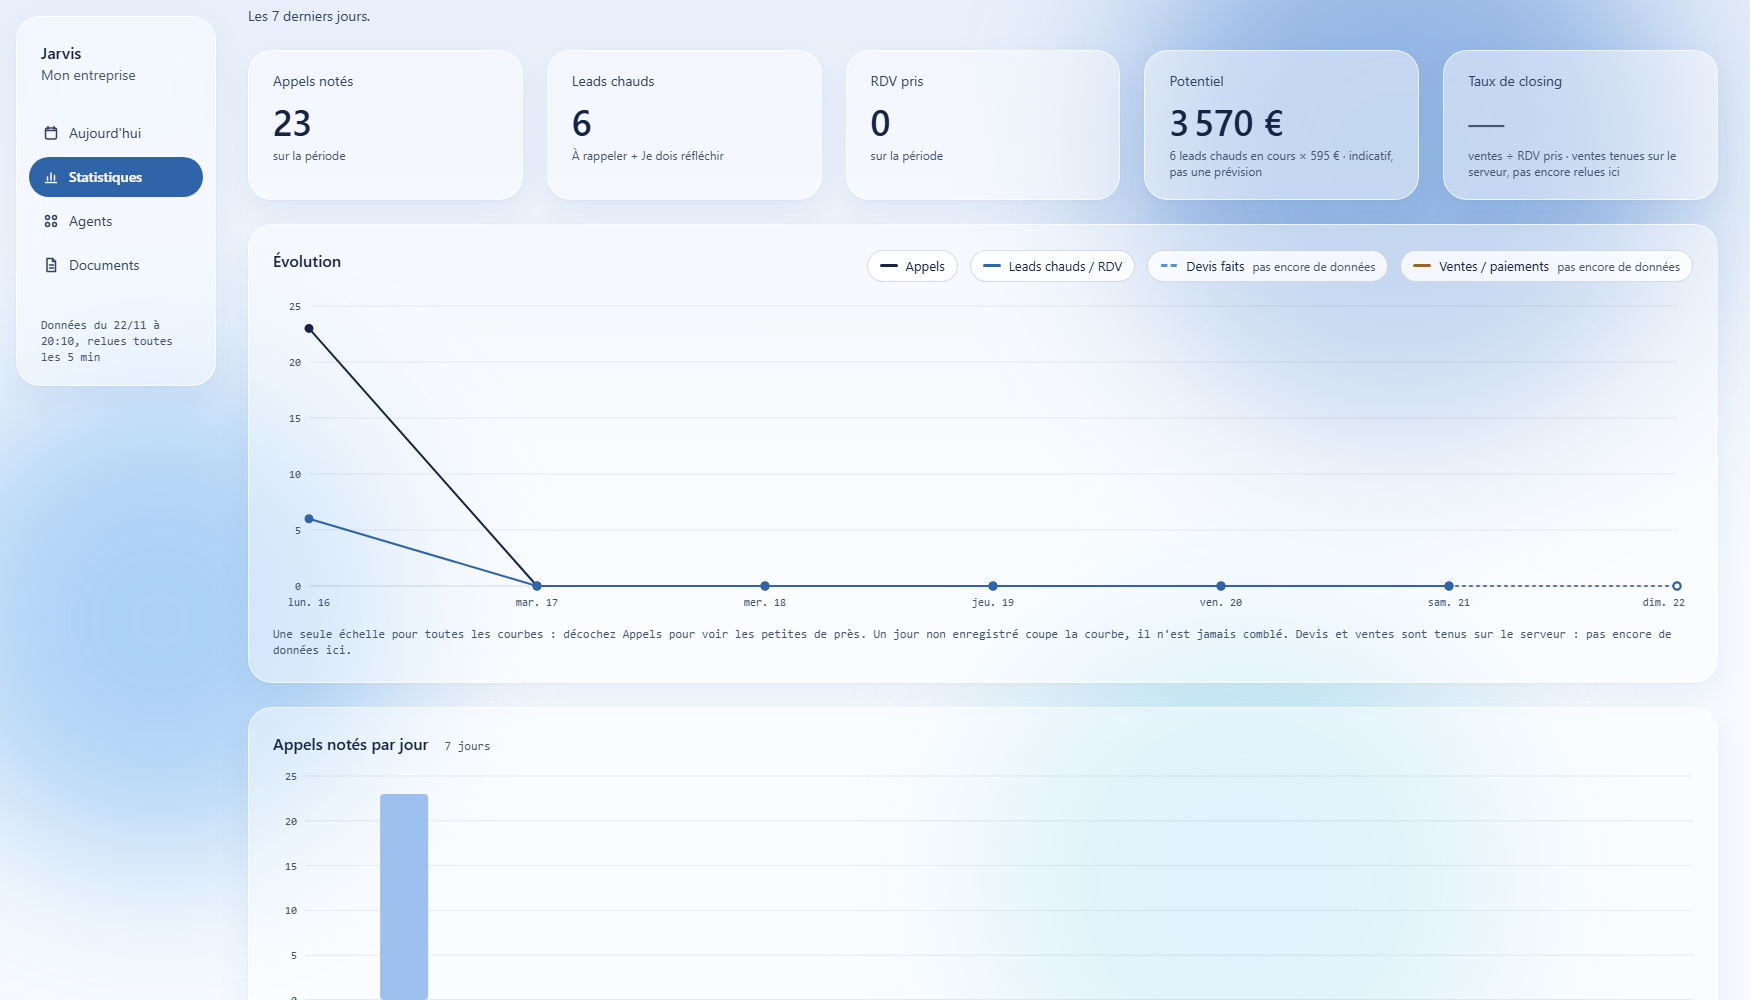 Jarvis
Mon entreprise
Aujourd'hui
Statistiques
Agents
Documents
Données du 22/11 à
20:10, relues toutes
les 5 min
Les 7 derniers jours.
Appels notés
23
sur la période
Leads chauds
6
À rappeler + Je dois réfléchir
RDV pris
0
sur la période
Potentiel
3 570 €
6 leads chauds en cours × 595 € · indicatif,
pas une prévision
Taux de closing
—
ventes ÷ RDV pris · ventes tenues sur le
serveur, pas encore relues ici
Évolution
Appels
Leads chauds / RDV
Devis faits pas encore de données
Ventes / paiements pas encore de données
25
20
15
10
5
0
lun. 16
mar. 17
mer. 18
jeu. 19
ven. 20
sam. 21
dim. 22
Une seule échelle pour toutes les courbes : décochez Appels pour voir les petites de près. Un jour non enregistré coupe la courbe, il n'est jamais comblé. Devis et ventes sont tenus sur le serveur : pas encore de
données ici.
Appels notés par jour 7 jours
25
20
15
10
5
0